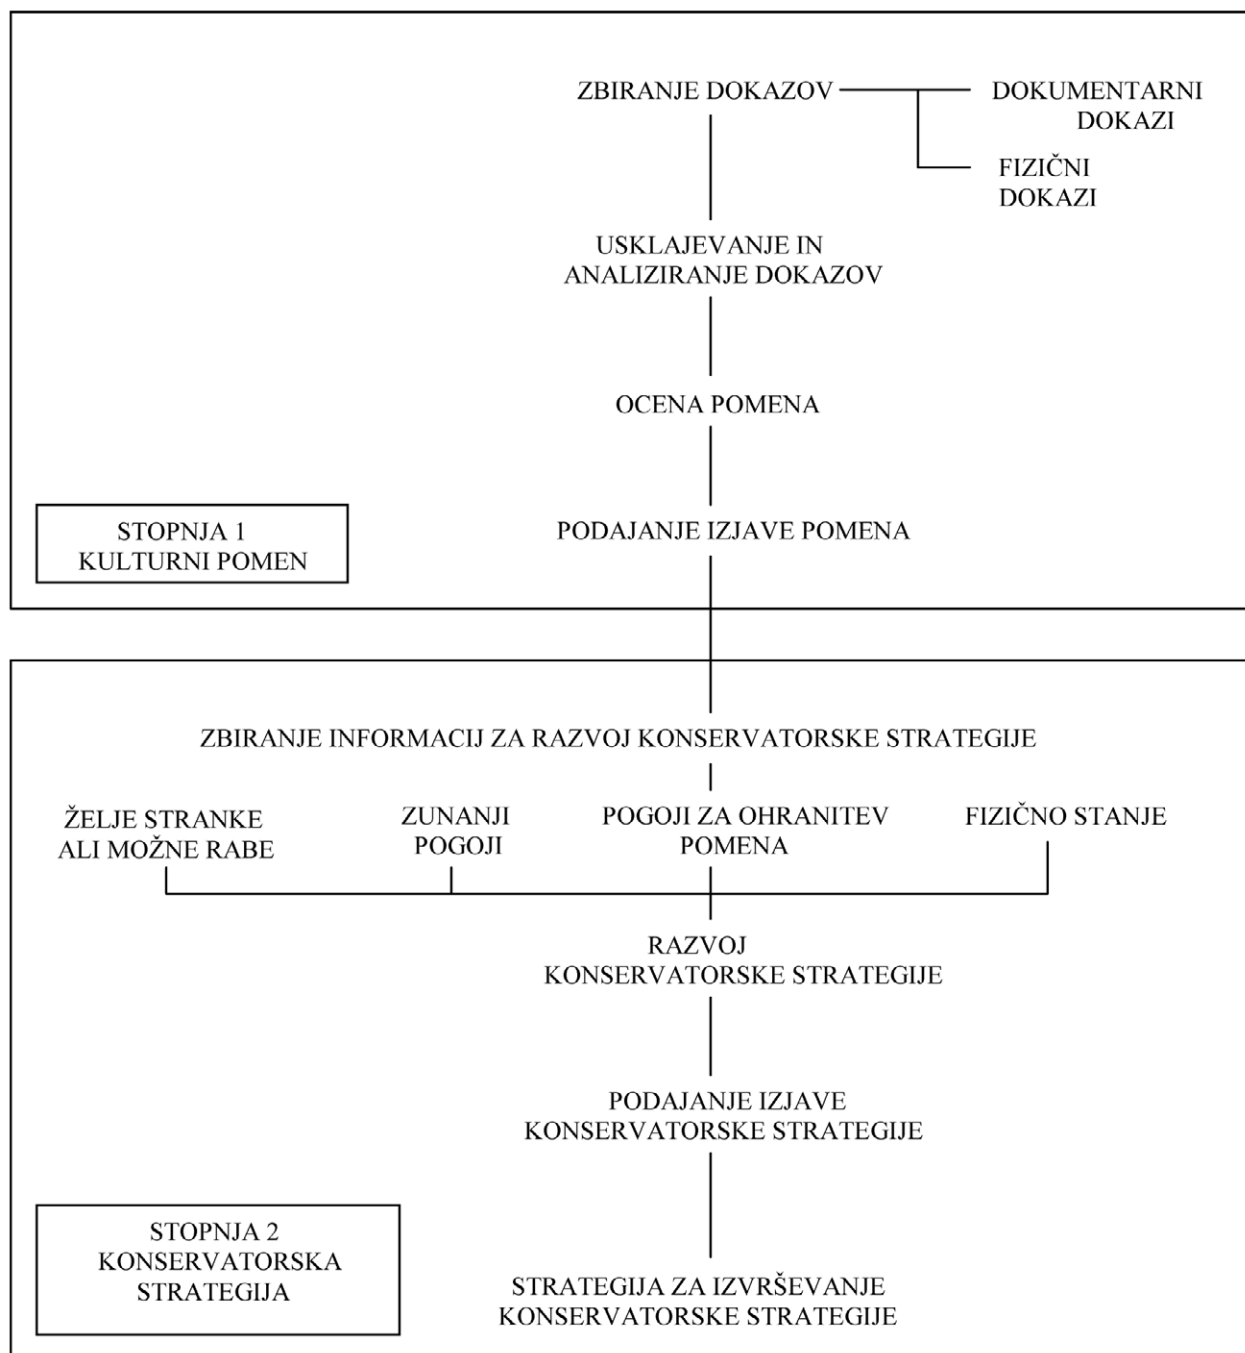 ZBIRANJE DOKAZOV
DOKUMENTARNI
DOKAZI
FIZIČNI
DOKAZI
USKLAJEVANJE IN
ANALIZIRANJE DOKAZOV
OCENA POMENA
PODAJANJE IZJAVE POMENA
STOPNJA 1
KULTURNI POMEN
ZBIRANJE INFORMACIJ ZA RAZVOJ KONSERVATORSKE STRATEGIJE
ŽELJE STRANKE
ALI MOŽNE RABE
ZUNANJI
POGOJI
POGOJI ZA OHRANITEV
POMENA
FIZIČNO STANJE
RAZVOJ
KONSERVATORSKE STRATEGIJE
PODAJANJE IZJAVE
KONSERVATORSKE STRATEGIJE
STOPNJA 2
KONSERVATORSKA
STRATEGIJA
STRATEGIJA ZA IZVRŠEVANJE
KONSERVATORSKE STRATEGIJE